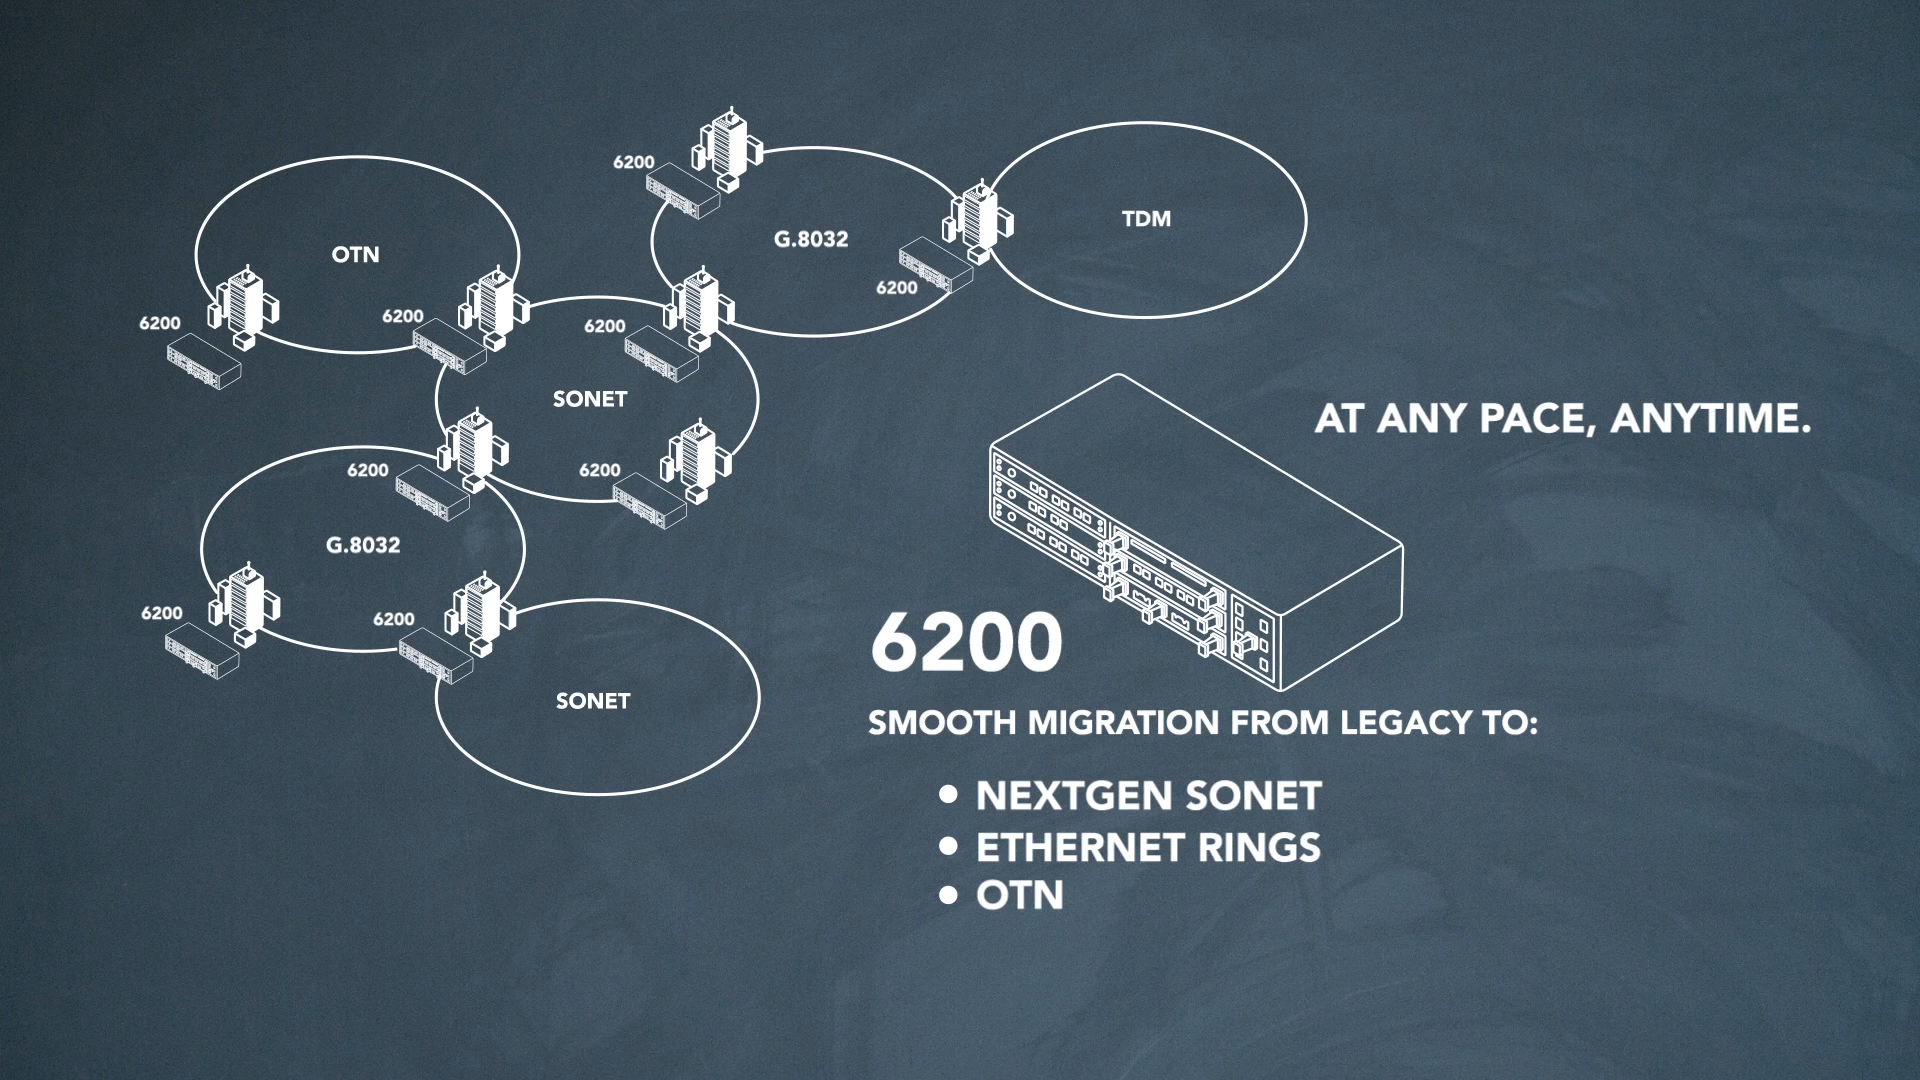 6200
TDM
G.8032
OTN
6200
6200
6200
6200
SONET
AT ANY PACE, ANYTIME.
6200
6200
G.8032
6200
6200
6200
SMOOTH MIGRATION FROM LEGACY TO:
SONET
• NEXTGEN SONET
• ETHERNET RINGS
• OTN